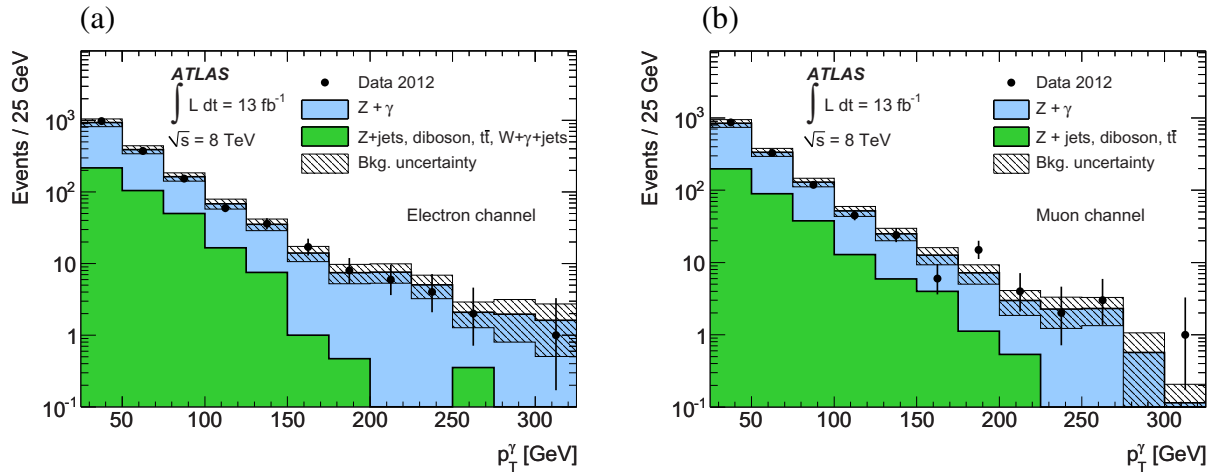 (a)
Events / 25 GeV
10³
10²
10
1
10⁻¹
ATLAS
∫ L dt = 13 fb⁻¹
√s = 8 TeV
Data 2012
Z + γ
Z+jets, diboson, tt̄, W+γ+jets
Bkg. uncertainty
Electron channel
50 100 150 200 250 300
p_T^γ [GeV]
(b)
Events / 25 GeV
10³
10²
10
1
10⁻¹
ATLAS
∫ L dt = 13 fb⁻¹
√s = 8 TeV
Data 2012
Z + γ
Z + jets, diboson, tt̄
Bkg. uncertainty
Muon channel
50 100 150 200 250 300
p_T^γ [GeV]